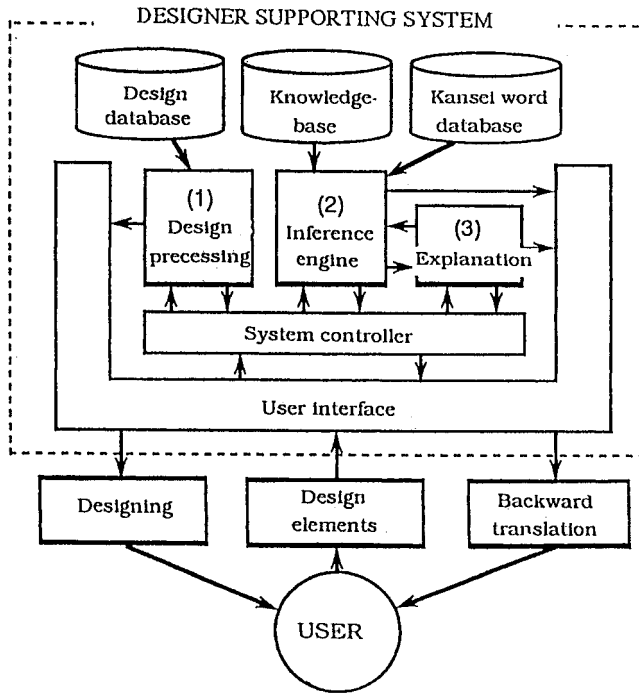 DESIGNER SUPPORTING SYSTEM
Design
database
Knowledge-
base
Kansei word
database
(1)
Design
precessing
(2)
Inference
engine
(3)
Explanation
System controller
User interface
Designing
Design
elements
Backward
translation
USER